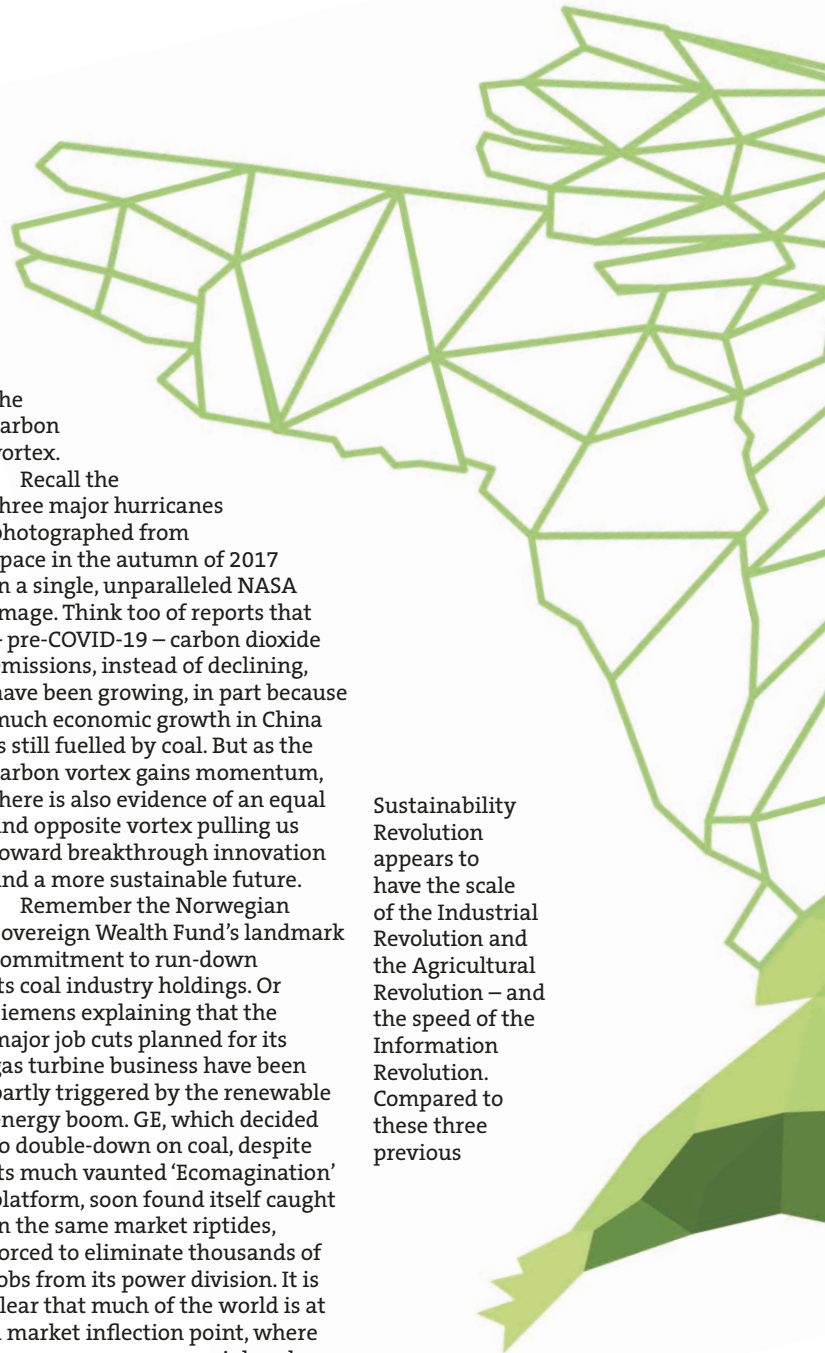 he
arbon
vortex.
Recall the
hree major hurricanes
photographed from
pace in the autumn of 2017
n a single, unparalleled NASA
mage. Think too of reports that
– pre-COVID-19 – carbon dioxide
emissions, instead of declining,
have been growing, in part because
much economic growth in China
s still fuelled by coal. But as the
arbon vortex gains momentum,
here is also evidence of an equal
and opposite vortex pulling us
oward breakthrough innovation
and a more sustainable future.
Remember the Norwegian
overeign Wealth Fund's landmark
ommitment to run-down
ts coal industry holdings. Or
iemens explaining that the
major job cuts planned for its
gas turbine business have been
partly triggered by the renewable
energy boom. GE, which decided
o double-down on coal, despite
ts much vaunted ‘Ecomagination’
platform, soon found itself caught
n the same market riptides,
orced to eliminate thousands of
obs from its power division. It is
lear that much of the world is at
market inflection point, where
Sustainability
Revolution
appears to
have the scale
of the Industrial
Revolution and
the Agricultural
Revolution – and
the speed of the
Information
Revolution.
Compared to
these three
previous